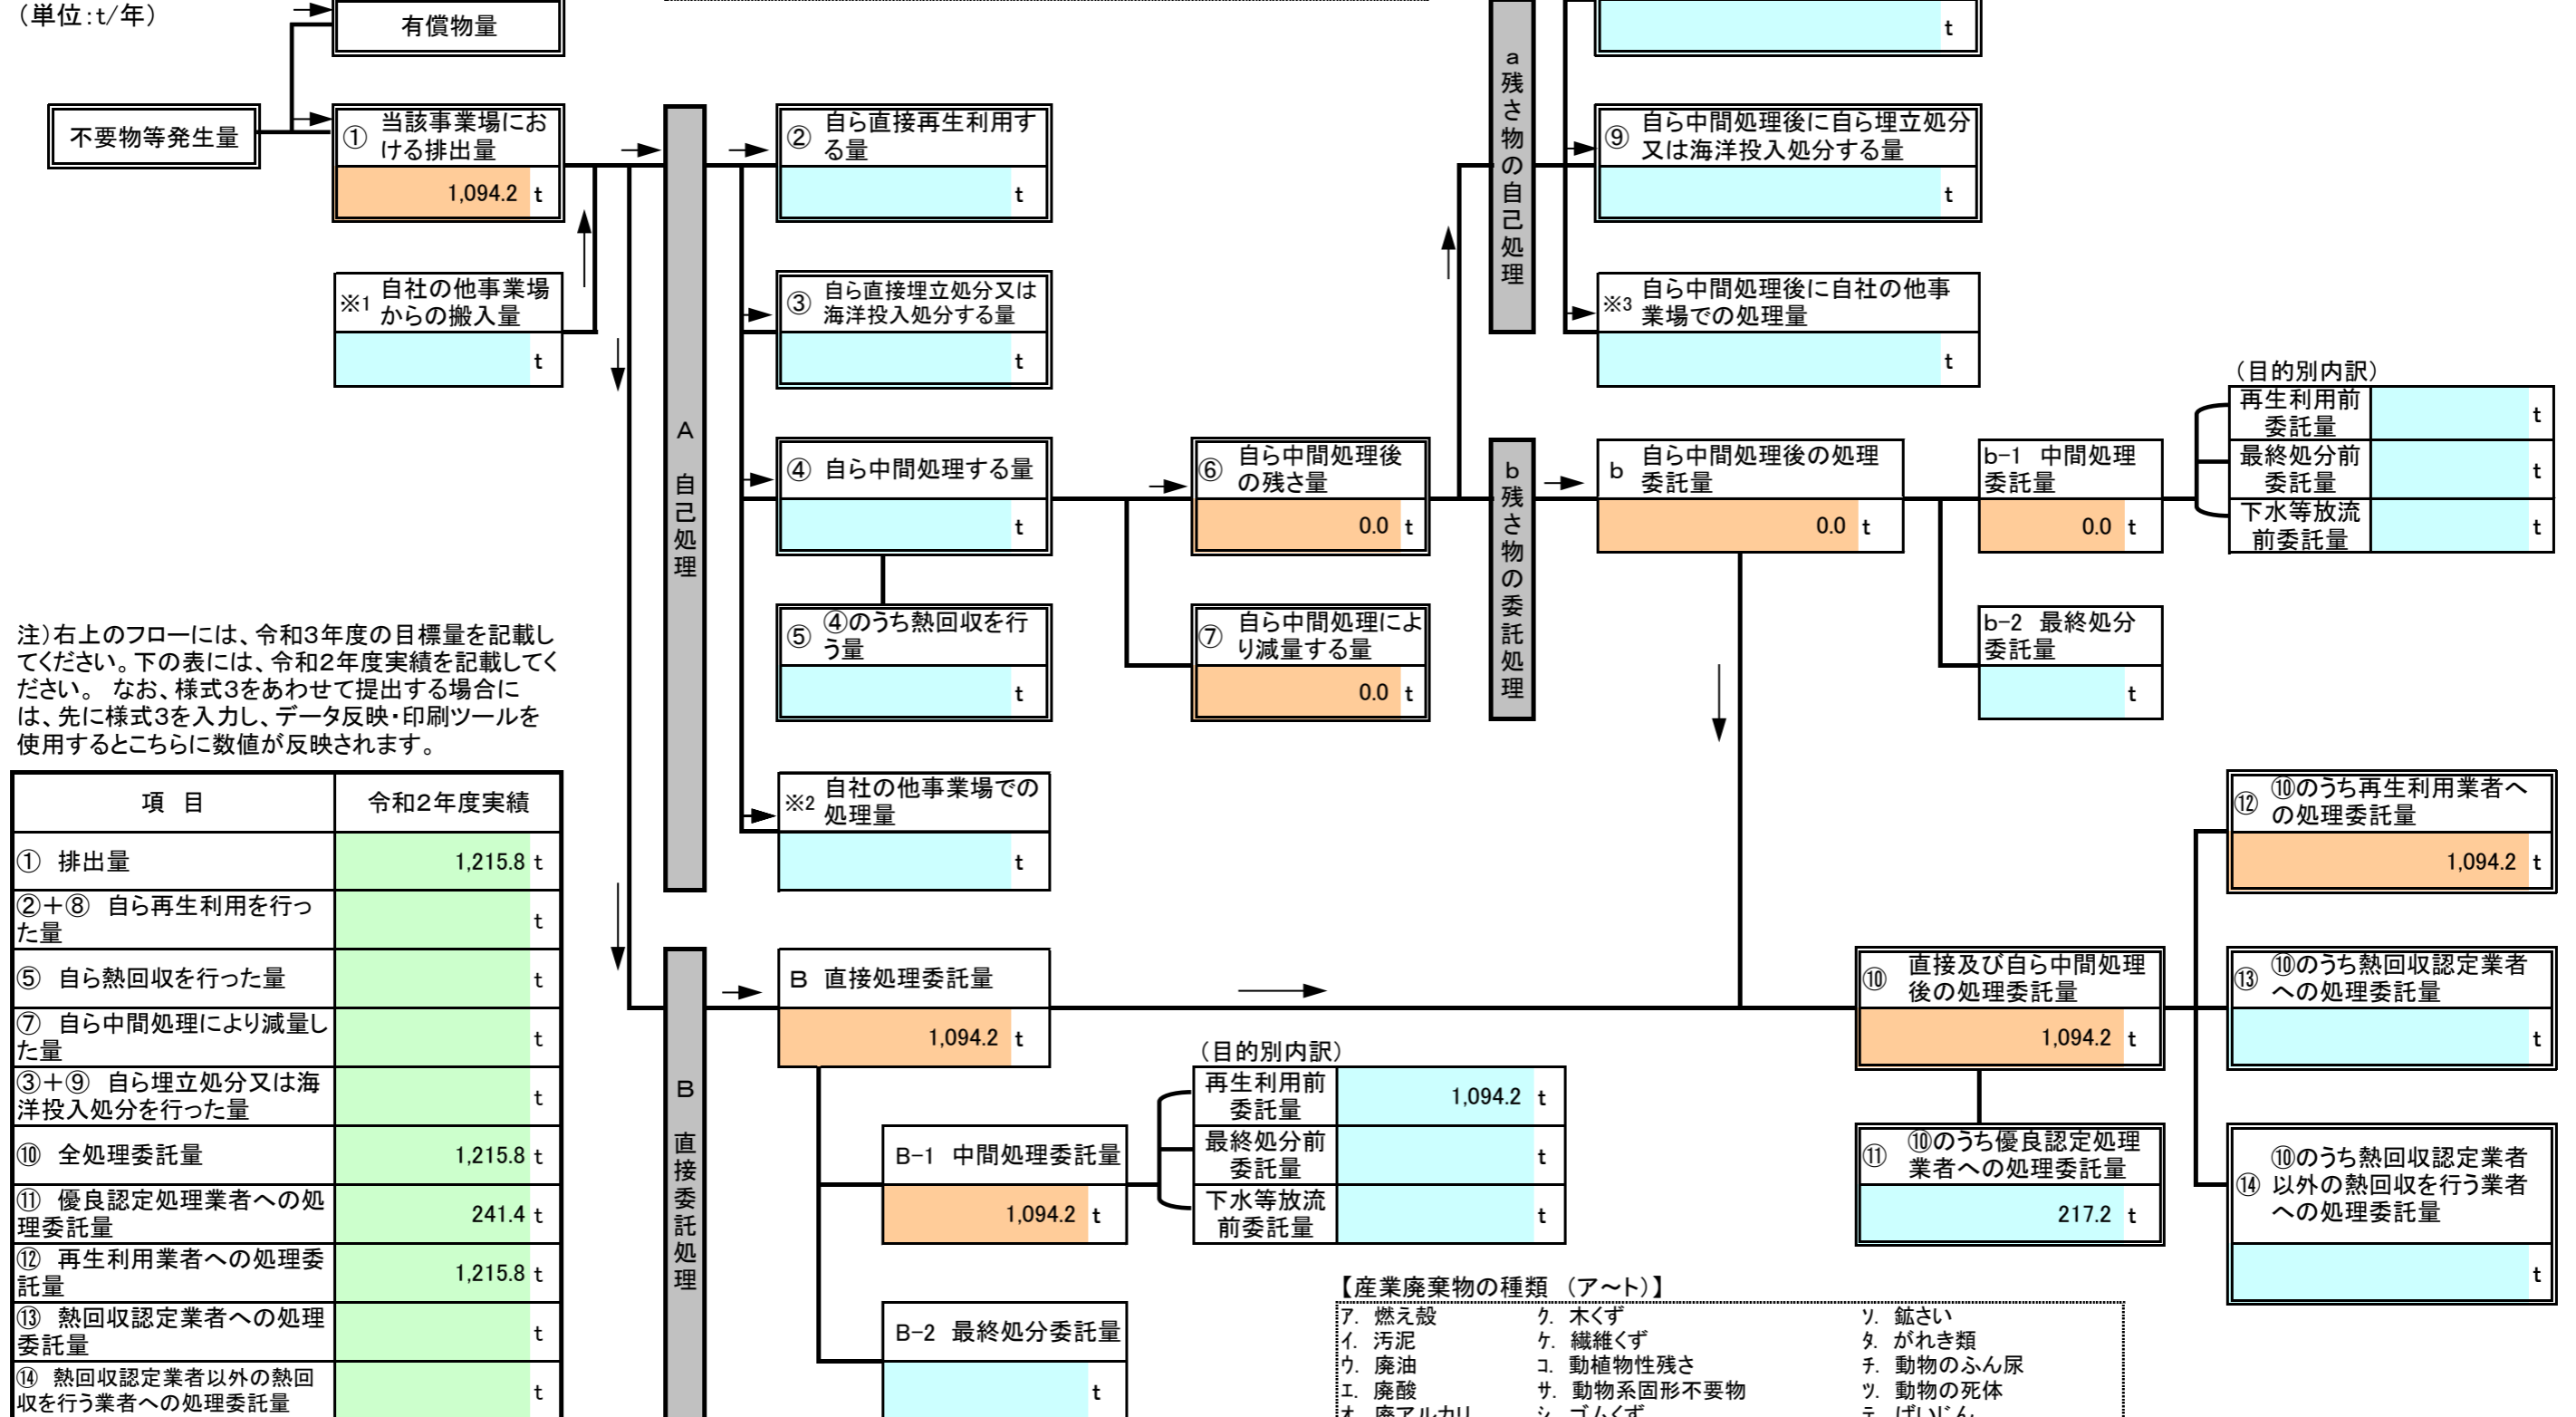 （単位：t/年）
有償物量
t
不要物等発生量
① 当該事業場にお
ける排出量
1,094.2 t
※1 自社の他事業場
からの搬入量
t
A 自己処理
② 自ら直接再生利用す
る量
t
③ 自ら直接埋立処分又は
海洋投入処分する量
t
④ 自ら中間処理する量
t
⑤ ④のうち熱回収を行
う量
t
※2 自社の他事業場での
処理量
t
⑥ 自ら中間処理後
の残さ量
0.0 t
⑦ 自ら中間処理によ
り減量する量
0.0 t
a 残さ物の自己処理
⑨ 自ら中間処理後に自ら埋立処分
又は海洋投入処分する量
t
※3 自ら中間処理後に自社の他事
業場での処理量
t
b 残さ物の委託処理
b 自ら中間処理後の処理
委託量
0.0 t
b-1 中間処理
委託量
0.0 t
（目的別内訳）
再生利用前
委託量
t
最終処分前
委託量
t
下水等放流
前委託量
t
b-2 最終処分
委託量
t
注）右上のフローには、令和３年度の目標量を記載し
てください。下の表には、令和２年度実績を記載してく
ださい。 なお、様式３をあわせて提出する場合に
は、先に様式３を入力し、データ反映・印刷ツールを
使用するとこちらに数値が反映されます。
項 目 令和２年度実績
① 排出量 1,215.8 t
②＋⑧ 自ら再生利用を行っ
た量
t
⑤ 自ら熱回収を行った量 t
⑦ 自ら中間処理により減量し
た量
t
③＋⑨ 自ら埋立処分又は海
洋投入処分を行った量
t
⑩ 全処理委託量 1,215.8 t
⑪ 優良認定処理業者への処
理委託量
241.4 t
⑫ 再生利用業者への処理委
託量
1,215.8 t
⑬ 熱回収認定業者への処理
委託量
t
⑭ 熱回収認定業者以外の熱回
収を行う業者への処理委託量
t
B 直接委託処理
B 直接処理委託量
1,094.2 t
B-1 中間処理委託量
1,094.2 t
（目的別内訳）
再生利用前
委託量
1,094.2 t
最終処分前
委託量
t
下水等放流
前委託量
t
B-2 最終処分委託量
t
⑩ 直接及び自ら中間処理
後の処理委託量
1,094.2 t
⑪ ⑩のうち優良認定処理
業者への処理委託量
217.2 t
⑫ ⑩のうち再生利用業者へ
の処理委託量
1,094.2 t
⑬ ⑩のうち熱回収認定業者
への処理委託量
t
⑭ ⑩のうち熱回収認定業者
以外の熱回収を行う業者
への処理委託量
t
【産業廃棄物の種類 （ア～ト）】
ア. 燃え殻 ク. 木くず ソ. 鉱さい
イ. 汚泥 ケ. 繊維くず タ. がれき類
ウ. 廃油 コ. 動植物性残さ チ. 動物のふん尿
エ. 廃酸 サ. 動物系固形不要物 ツ. 動物の死体
オ. 廃アルカリ シ. ゴムくず テ. ばいじん